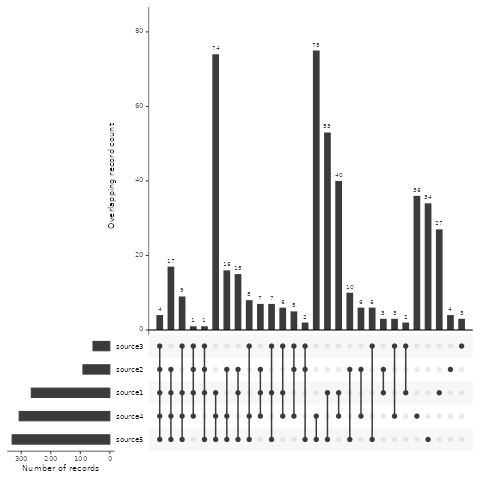 80
60
40
20
0
Overlapping record count
4 17 9 1 1 74 16 15 8 7 7 6 5 2 75 53 40 10 6 6 3 3 2 36 34 27 4 3
source3
source2
source1
source4
source5
300 200 100 0
Number of records